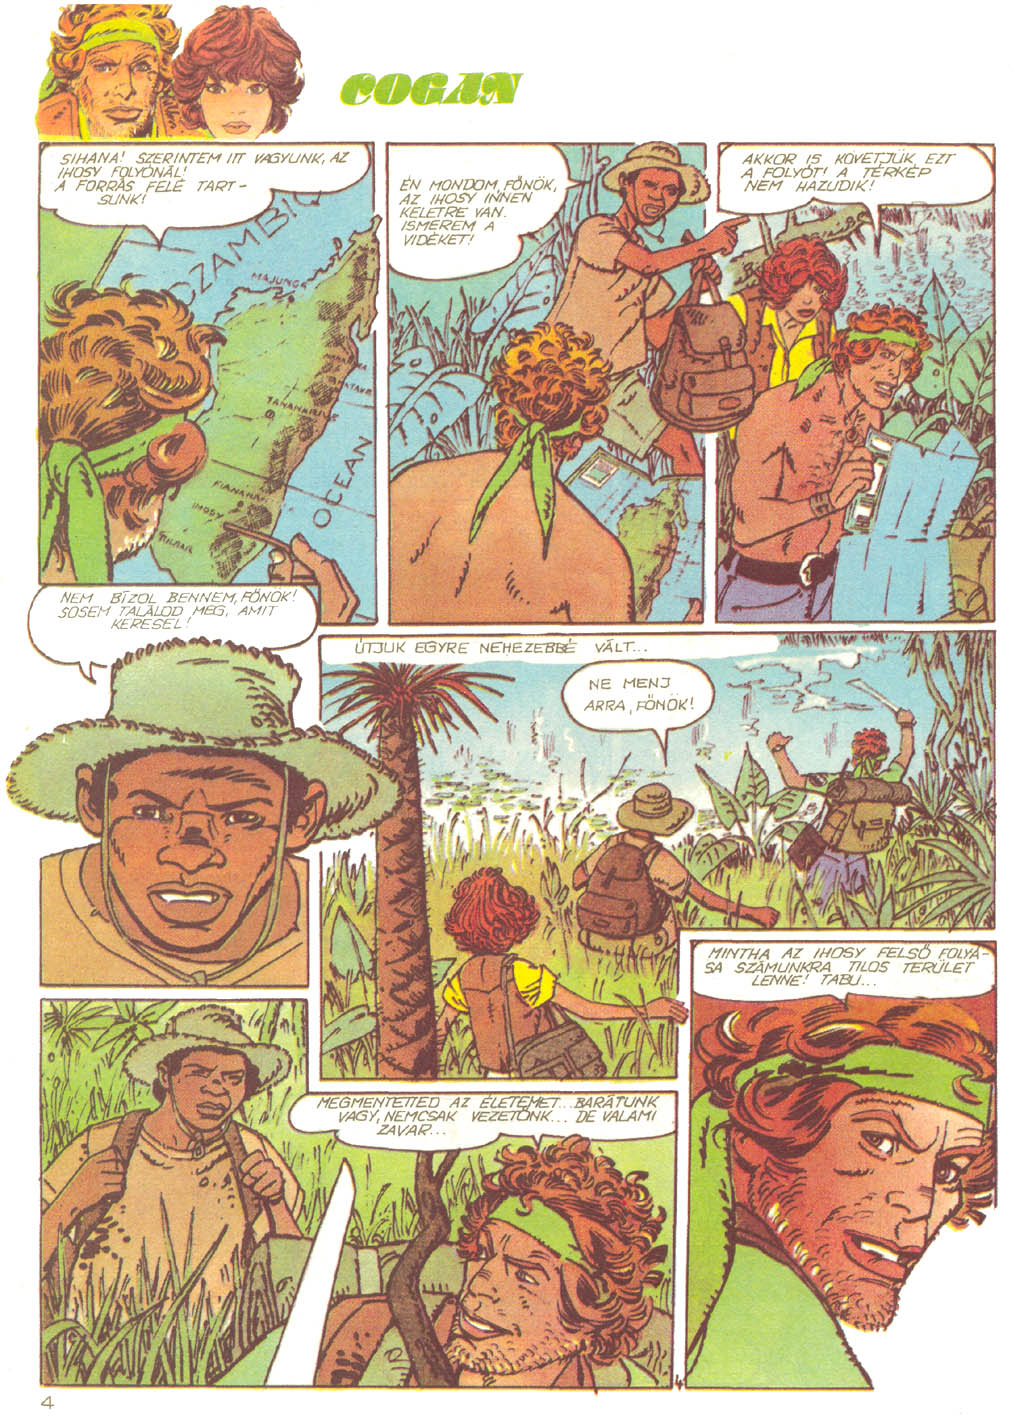 COGAN
SIHANA! SZERINTEM ITT VAGYUNK, AZ
IHOSY FOLYÓNÁL!
A FORRÁS FELÉ TART-
SUNK!
OZAMBIQ
MAJUNGA
TANANARIVE
FIANARAN
IHOSY
TULEAR
OCEAN
ÉN MONDOM, FŐNÖK,
AZ IHOSY INNEN
KELETRE VAN.
ISMEREM A
VIDÉKET!
AKKOR IS KÖVETJÜK EZT
A FOLYÓT! A TÉRKÉP
NEM HAZUDIK!
NEM BÍZOL BENNEM, FŐNÖK!
SOSEM TALÁLOD MEG, AMIT
KERESEL!
ÚTJUK EGYRE NEHEZEBBÉ VÁLT...
NE MENJ
ARRA, FŐNÖK!
MINTHA AZ IHOSY FELSŐ FOLYÁ-
SA SZÁMUNKRA TILOS TERÜLET
LENNE! TABU...
MEGMENTETTED AZ ÉLETEMET... BARÁTUNK
VAGY, NEMCSAK VEZETŐNK... DE VALAMI
ZAVAR...
4
4